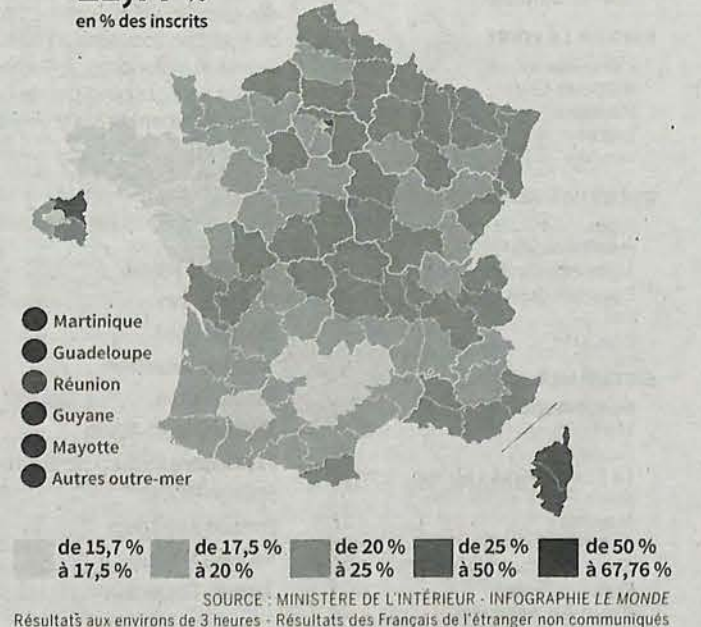 en % des inscrits
Martinique
Guadeloupe
Réunion
Guyane
Mayotte
Autres outre-mer
de 15,7 %
à 17,5 %
de 17,5 %
à 20 %
de 20 %
à 25 %
de 25 %
à 50 %
de 50 %
à 67,76 %
SOURCE : MINISTÈRE DE L'INTÉRIEUR - INFOGRAPHIE LE MONDE
Résultats aux environs de 3 heures - Résultats des Français de l'étranger non communiqués